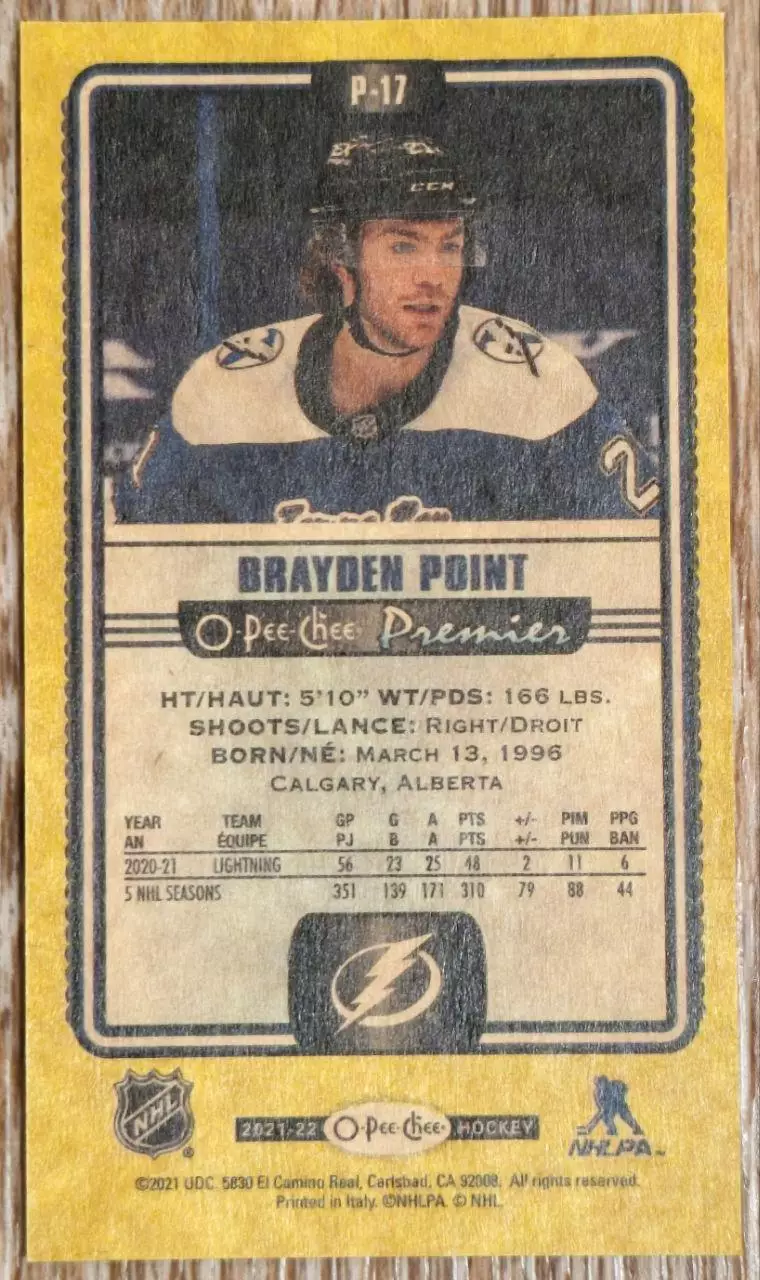 P-17
CCM
2
BRAYDEN POINT
O-Pee-Chee Premier
HT/HAUT: 5'10" WT/PDS: 166 LBS.
SHOOTS/LANCE: RIGHT/DROIT
BORN/NÉ: MARCH 13, 1996
CALGARY, ALBERTA
YEAR TEAM GP G A PTS +/- PIM PPG
AN ÉQUIPE PJ B A PTS +/- PUN BAN
2020-21 LIGHTNING 56 23 25 48 2 11 6
5 NHL SEASONS 351 139 171 310 79 88 44
NHL
2021-22 O-Pee-Chee HOCKEY
NHLPA
©2021 UDC. 5830 El Camino Real, Carlsbad, CA 92008. All rights reserved.
Printed in Italy. ©NHLPA. © NHL.